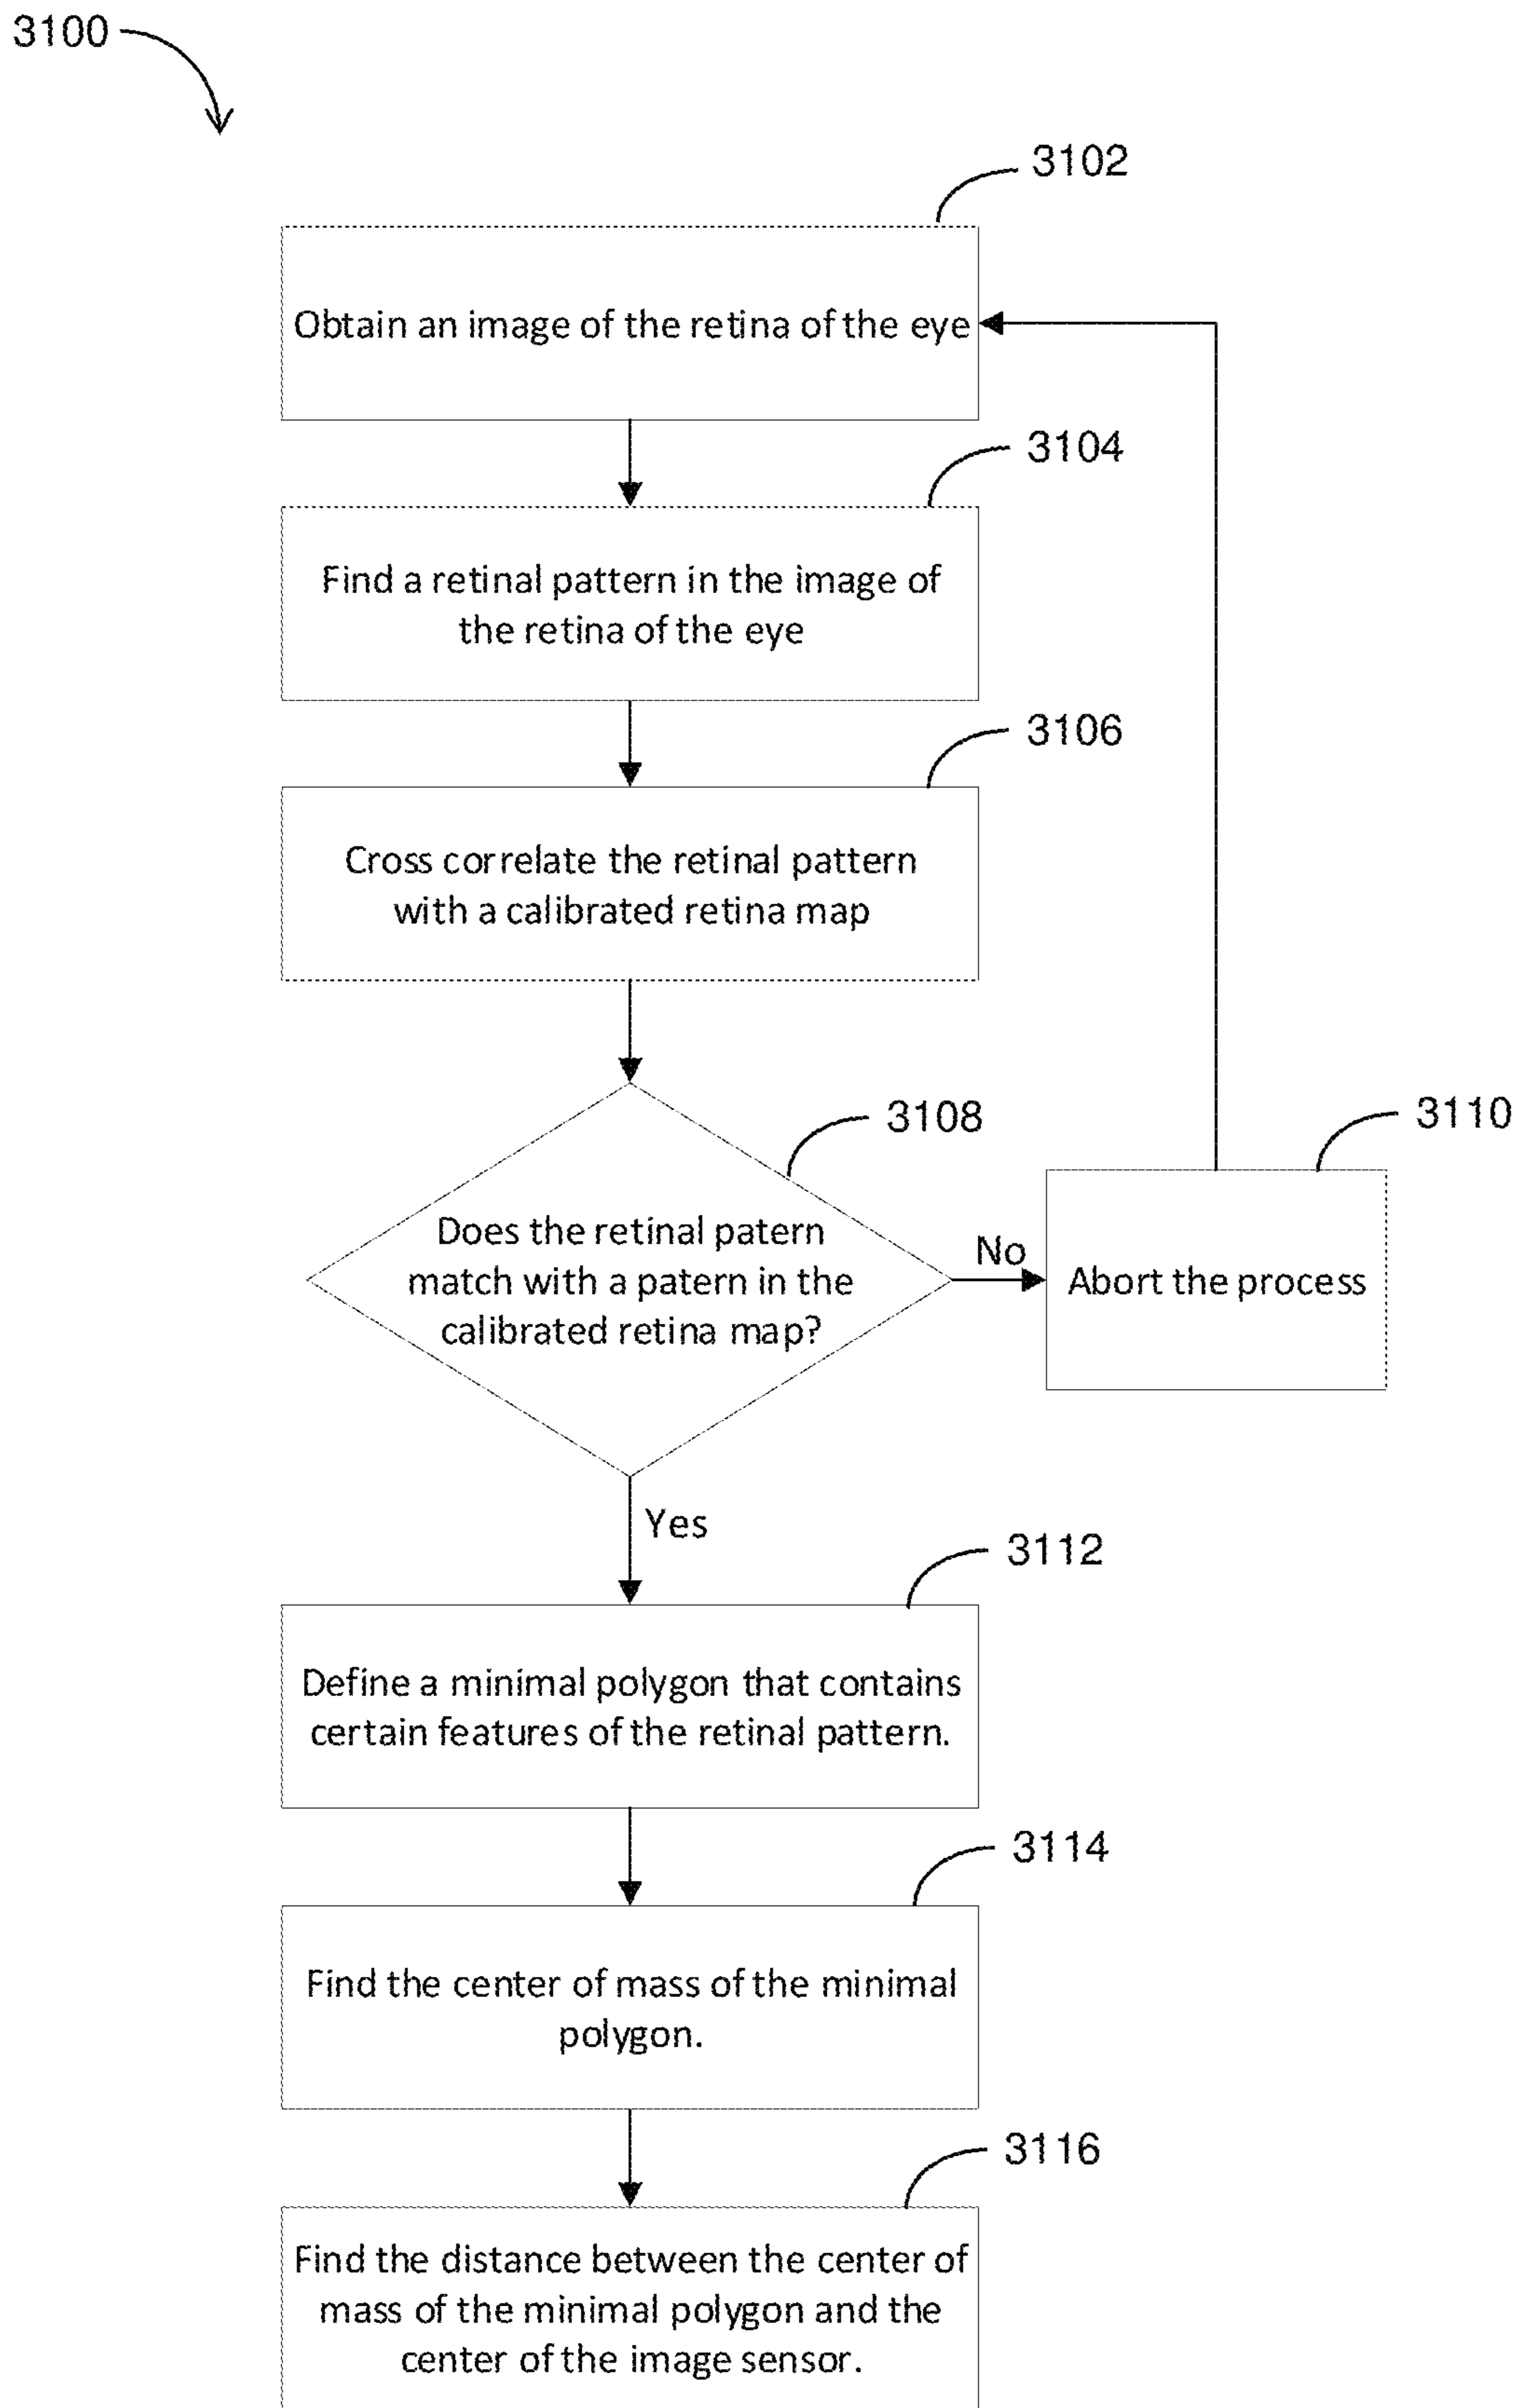 3100
3102
Obtain an image of the retina of the eye
3104
Find a retinal pattern in the image of
the retina of the eye
3106
Cross correlate the retinal pattern
with a calibrated retina map
3108
3110
Does the retinal patern
match with a patern in the
calibrated retina map?
No
Abort the process
Yes
3112
Define a minimal polygon that contains
certain features of the retinal pattern.
3114
Find the center of mass of the minimal
polygon.
3116
Find the distance between the center of
mass of the minimal polygon and the
center of the image sensor.